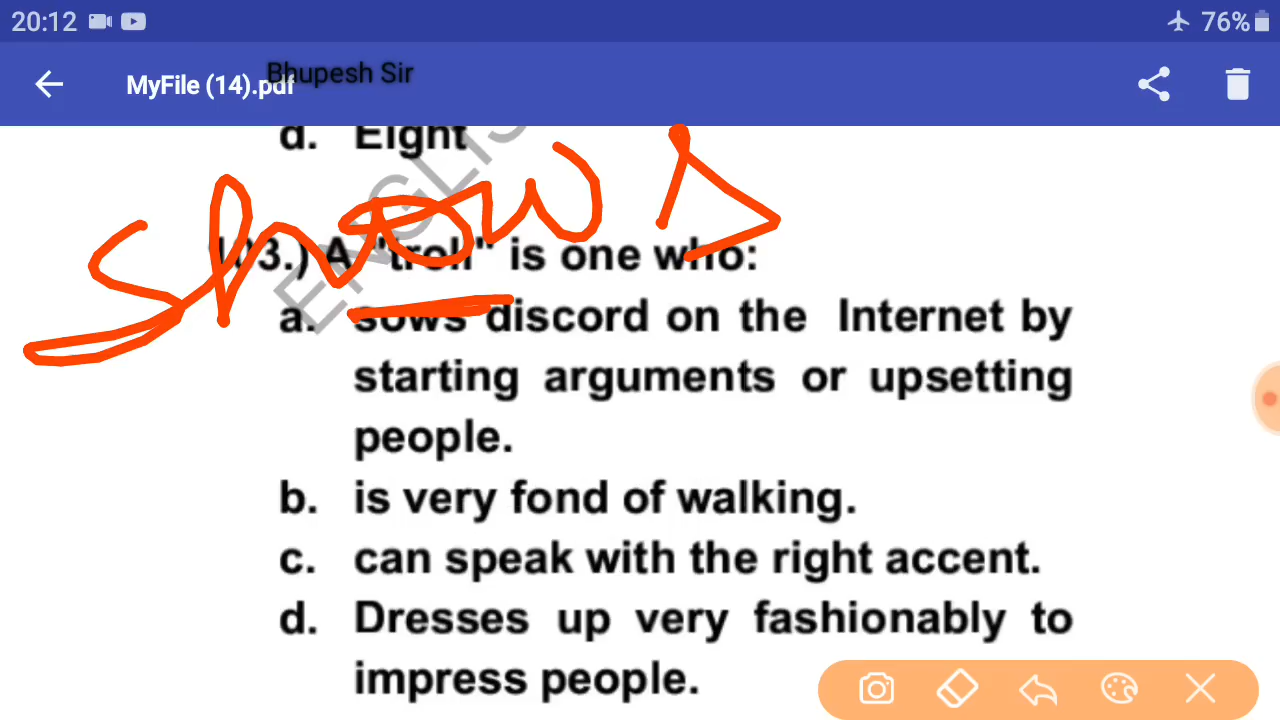 20:12 76%
MyFile (14).pdf Bhupesh Sir
d. Eight
shows
103.) A "troll" is one who:
a. sows discord on the Internet by
starting arguments or upsetting
people.
b. is very fond of walking.
c. can speak with the right accent.
d. Dresses up very fashionably to
impress people.